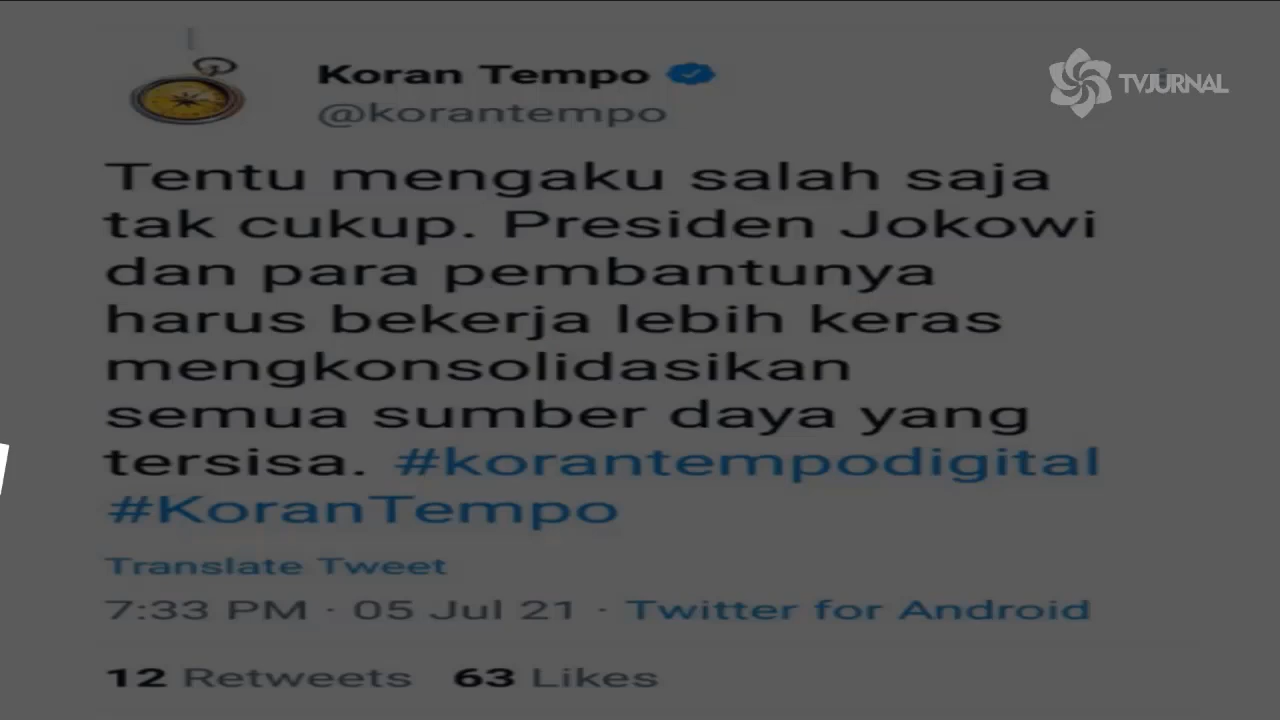 Koran Tempo
TVJURNAL
@korantempo
Tentu mengaku salah saja
tak cukup. Presiden Jokowi
dan para pembantunya
harus bekerja lebih keras
mengkonsolidasikan
semua sumber daya yang
tersisa. #korantempodigital
#KoranTempo
Translate Tweet
7:33 PM · 05 Jul 21 · Twitter for Android
12 Retweets 63 Likes